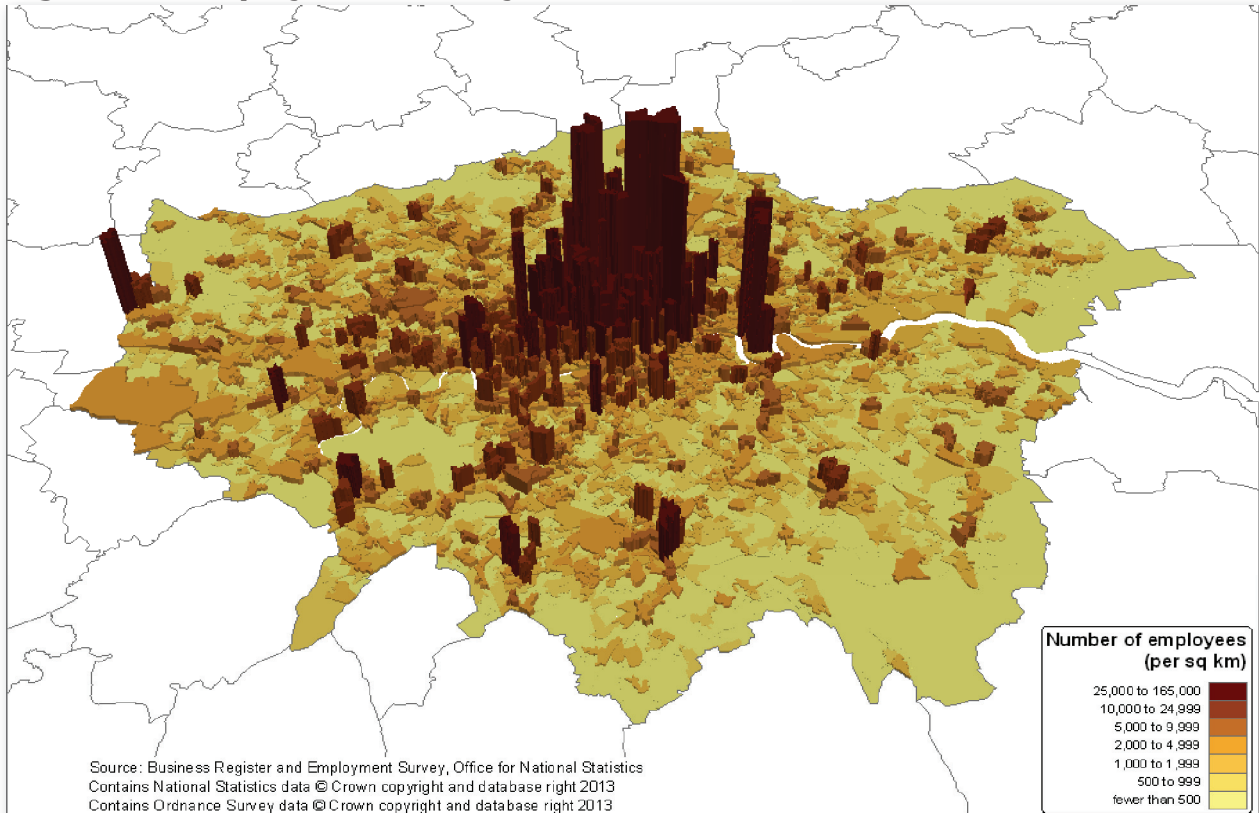 Number of employees
(per sq km)
25,000 to 165,000
10,000 to 24,999
5,000 to 9,999
2,000 to 4,999
1,000 to 1,999
500 to 999
fewer than 500
Source: Business Register and Employment Survey, Office for National Statistics
Contains National Statistics data © Crown copyright and database right 2013
Contains Ordnance Survey data © Crown copyright and database right 2013